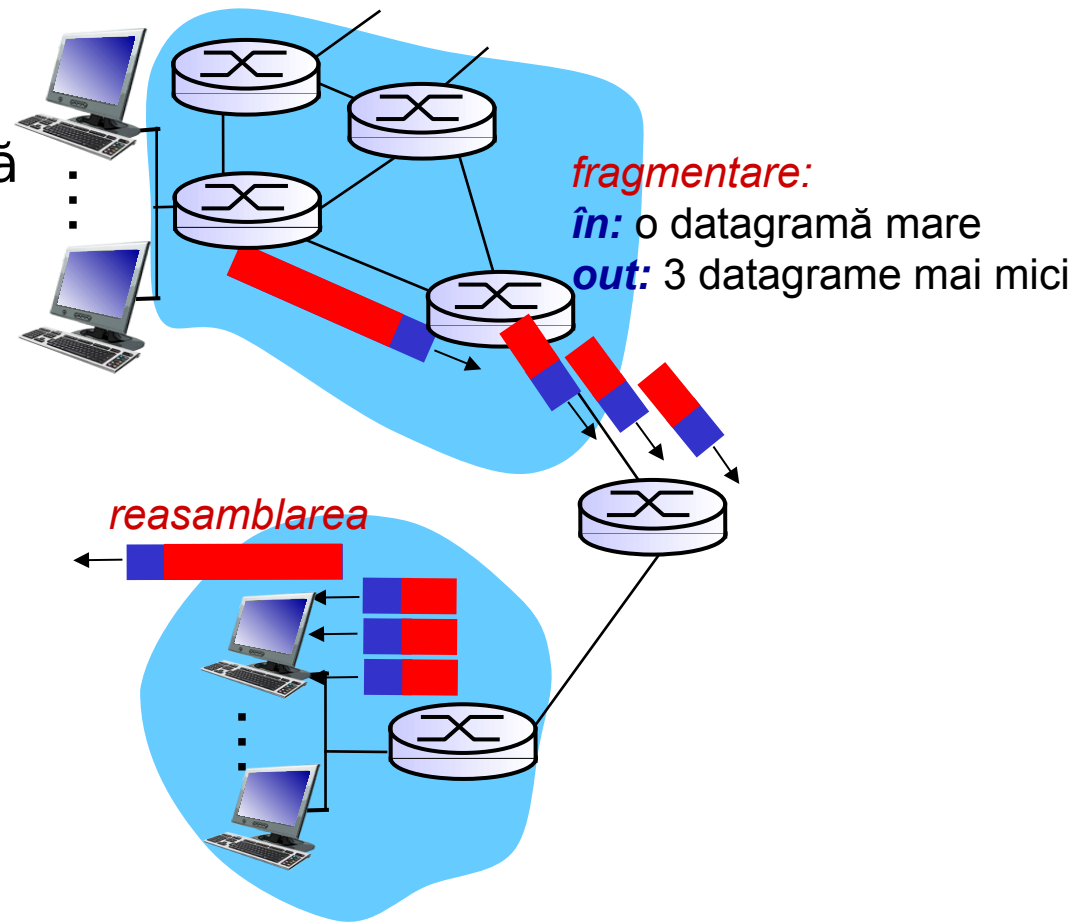 ă
fragmentare:
în: o datagramă mare
out: 3 datagrame mai mici
reasamblarea